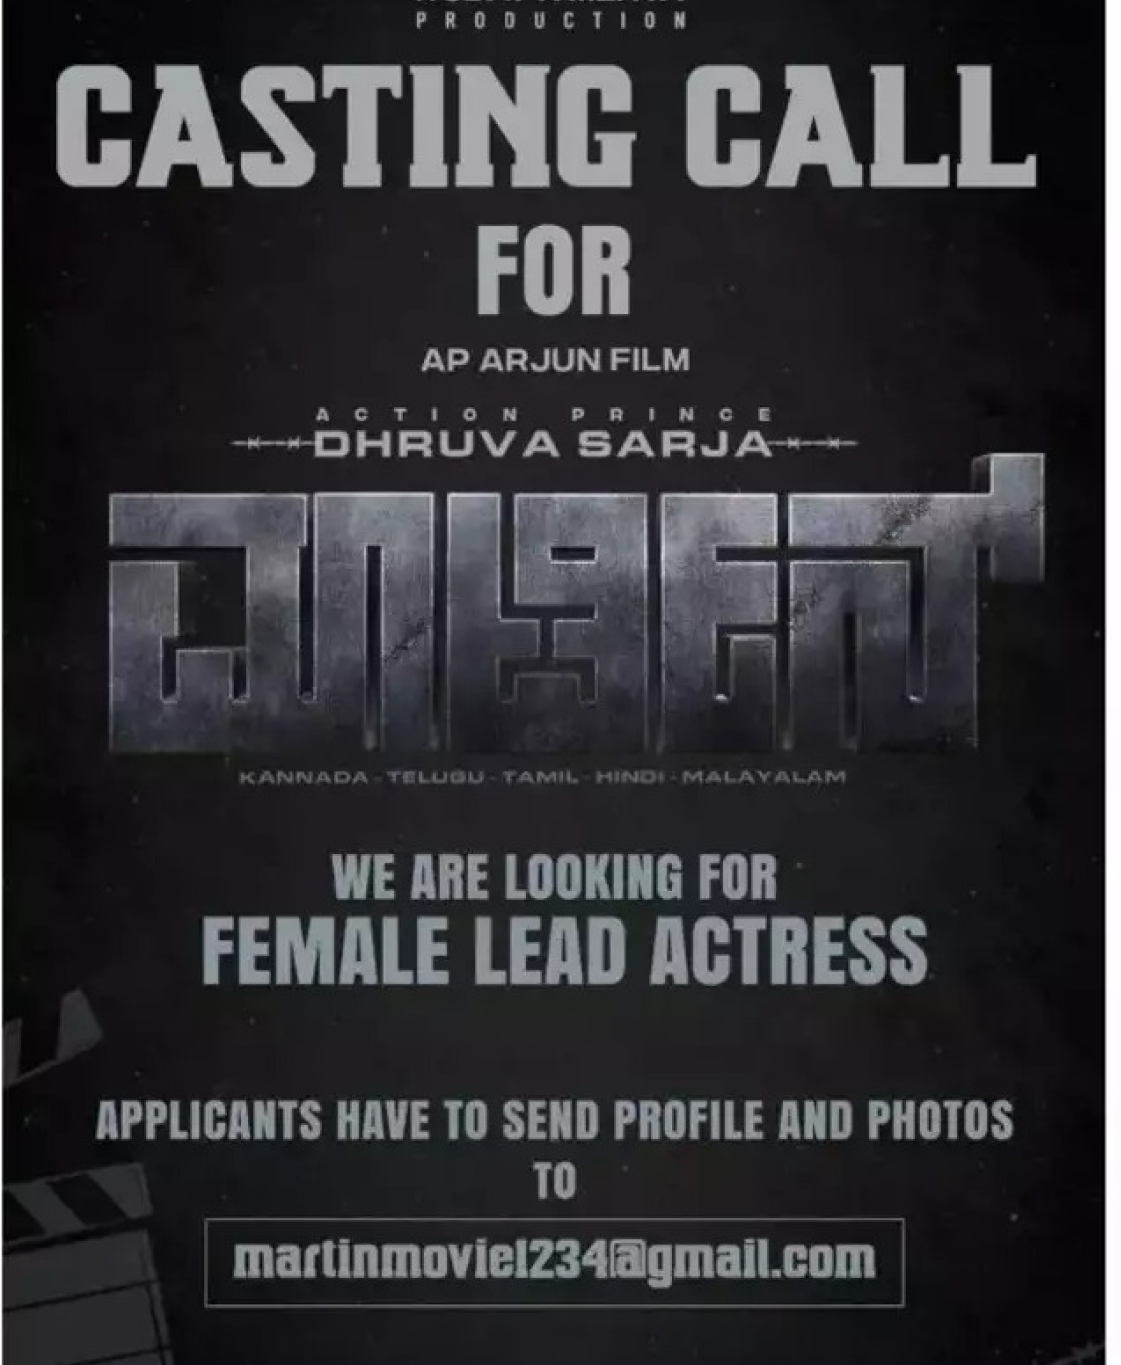 PRODUCTION
CASTING CALL
FOR
AP ARJUN FILM
ACTION PRINCE
DHRUVA SARJA
ಮಾರ್ಟಿನ್
KANNADA - TELUGU - TAMIL - HINDI - MALAYALAM
WE ARE LOOKING FOR
FEMALE LEAD ACTRESS
APPLICANTS HAVE TO SEND PROFILE AND PHOTOS
TO
martinmovie1234@gmail.com